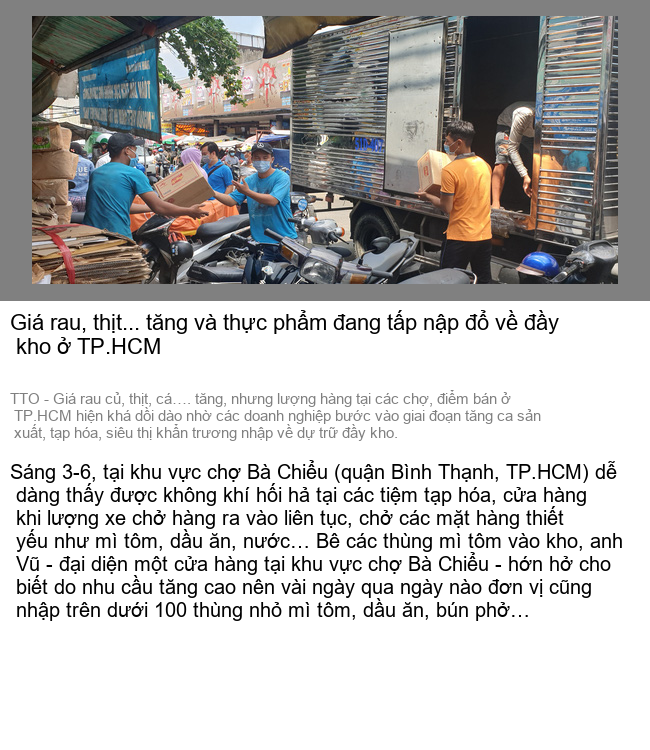 Giá rau, thịt... tăng và thực phẩm đang tấp nập đổ về đầy
kho ở TP.HCM
TTO - Giá rau củ, thịt, cá…. tăng, nhưng lượng hàng tại các chợ, điểm bán ở
TP.HCM hiện khá dồi dào nhờ các doanh nghiệp bước vào giai đoạn tăng ca sản
xuất, tạp hóa, siêu thị khẩn trương nhập về dự trữ đầy kho.
Sáng 3-6, tại khu vực chợ Bà Chiểu (quận Bình Thạnh, TP.HCM) dễ
dàng thấy được không khí hối hả tại các tiệm tạp hóa, cửa hàng
khi lượng xe chở hàng ra vào liên tục, chở các mặt hàng thiết
yếu như mì tôm, dầu ăn, nước… Bê các thùng mì tôm vào kho, anh
Vũ - đại diện một cửa hàng tại khu vực chợ Bà Chiểu - hớn hở cho
biết do nhu cầu tăng cao nên vài ngày qua ngày nào đơn vị cũng
nhập trên dưới 100 thùng nhỏ mì tôm, dầu ăn, bún phở…